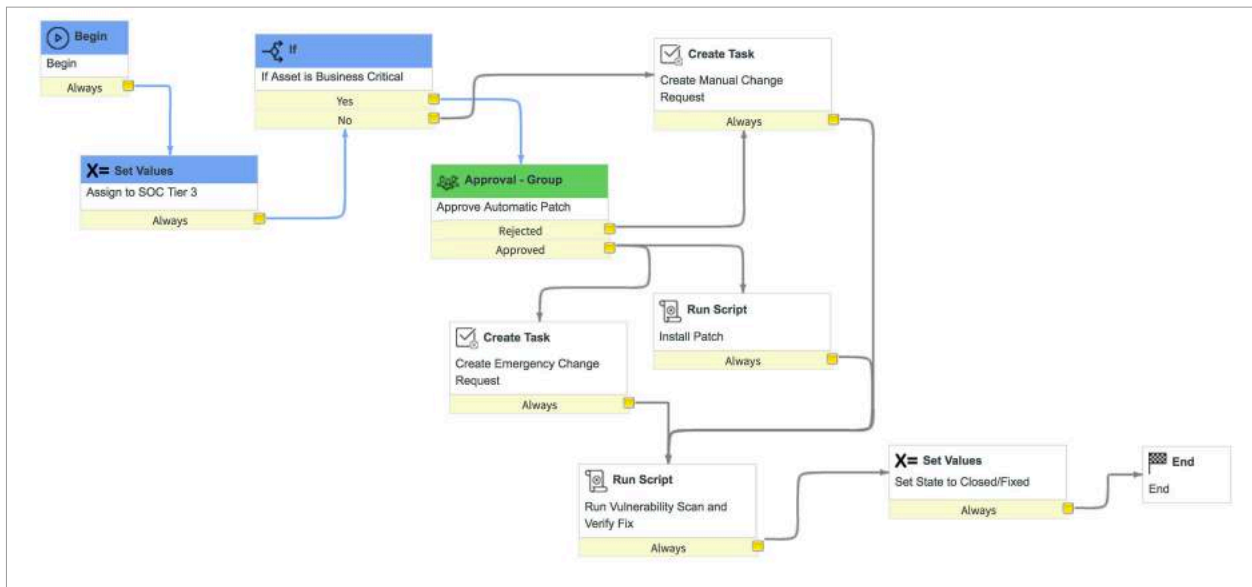 Begin
Begin
Always
X= Set Values
Assign to SOC Tier 3
Always
If
If Asset is Business Critical
Yes
No
Approval - Group
Approve Automatic Patch
Rejected
Approved
Create Task
Create Manual Change
Request
Always
Create Task
Create Emergency Change
Request
Always
Run Script
Install Patch
Always
Run Script
Run Vulnerability Scan and
Verify Fix
Always
X= Set Values
Set State to Closed/Fixed
Always
End
End